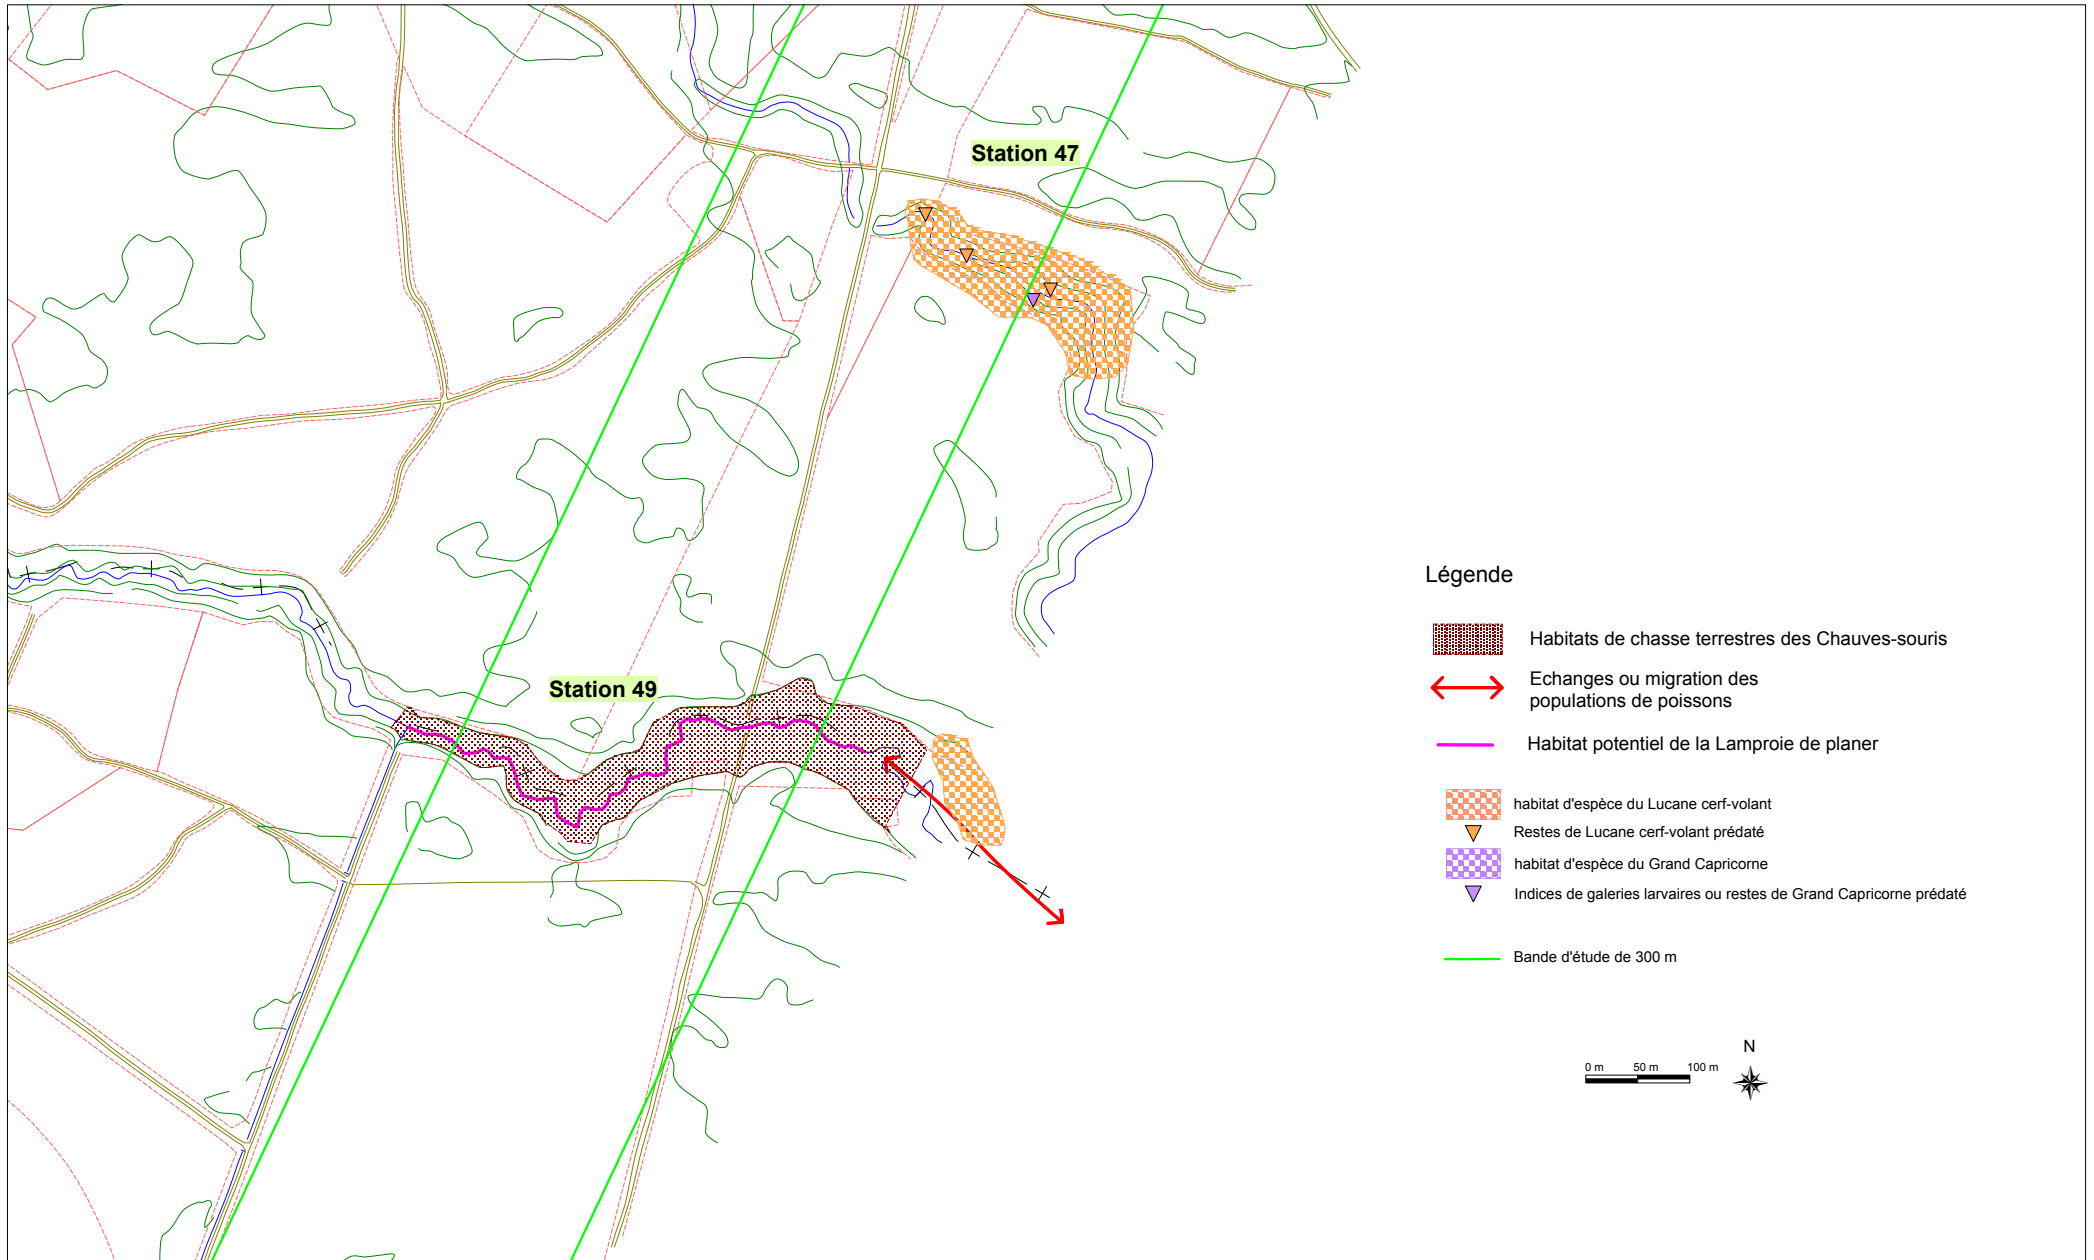 Station 47
Station 49
Légende
Habitats de chasse terrestres des Chauves-souris
Echanges ou migration des
populations de poissons
Habitat potentiel de la Lamproie de planer
habitat d'espèce du Lucane cerf-volant
Restes de Lucane cerf-volant prédaté
habitat d'espèce du Grand Capricorne
Indices de galeries larvaires ou restes de Grand Capricorne prédaté
Bande d'étude de 300 m
N
0 m 50 m 100 m